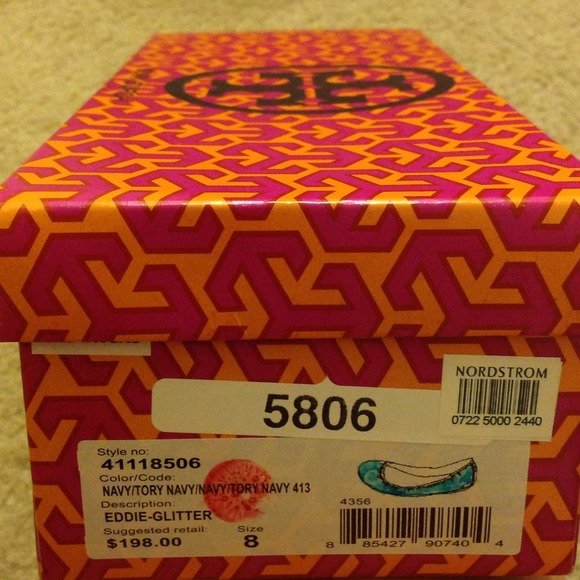 NORDSTROM
0722 5000 2440
5806
Style no:
41118506
Color/Code:
NAVY/TORY NAVY/NAVY/TORY NAVY 413
Description:
EDDIE-GLITTER
Suggested retail:
$198.00
Size
8
4356
8 85427 90740 4